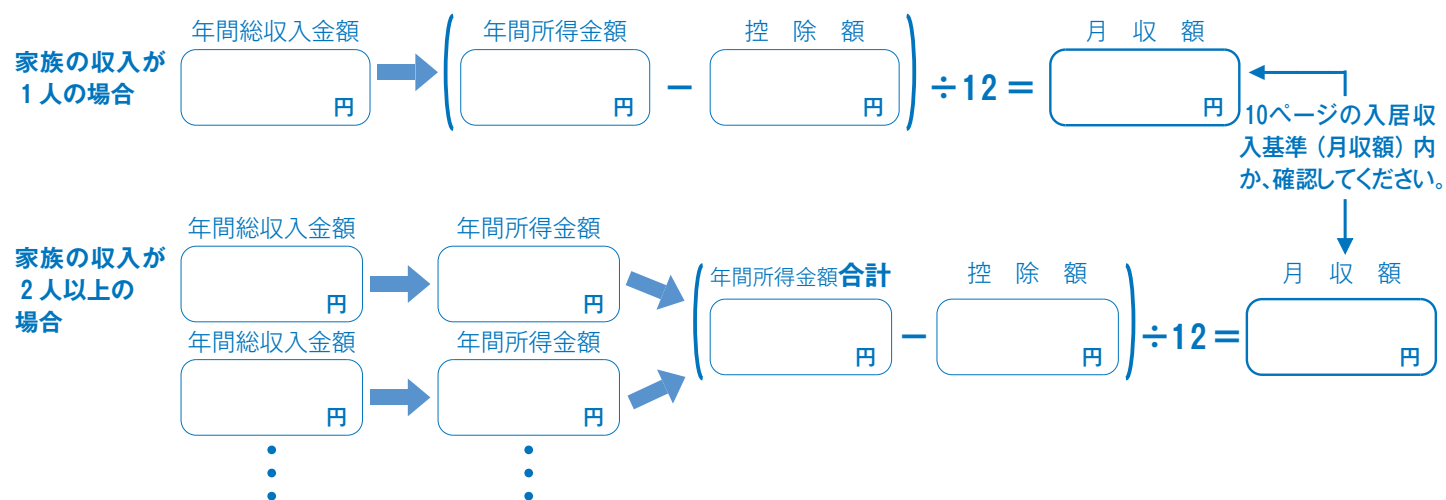 家族の収入が
1人の場合
年間総収入金額
円
年間所得金額
円
−
控除額
円
÷12＝
月収額
円
10ページの入居収
入基準（月収額）内
か、確認してください。
家族の収入が
2人以上の
場合
年間総収入金額
円
年間所得金額
円
年間総収入金額
円
年間所得金額
円
年間所得金額合計
円
−
控除額
円
÷12＝
月収額
円